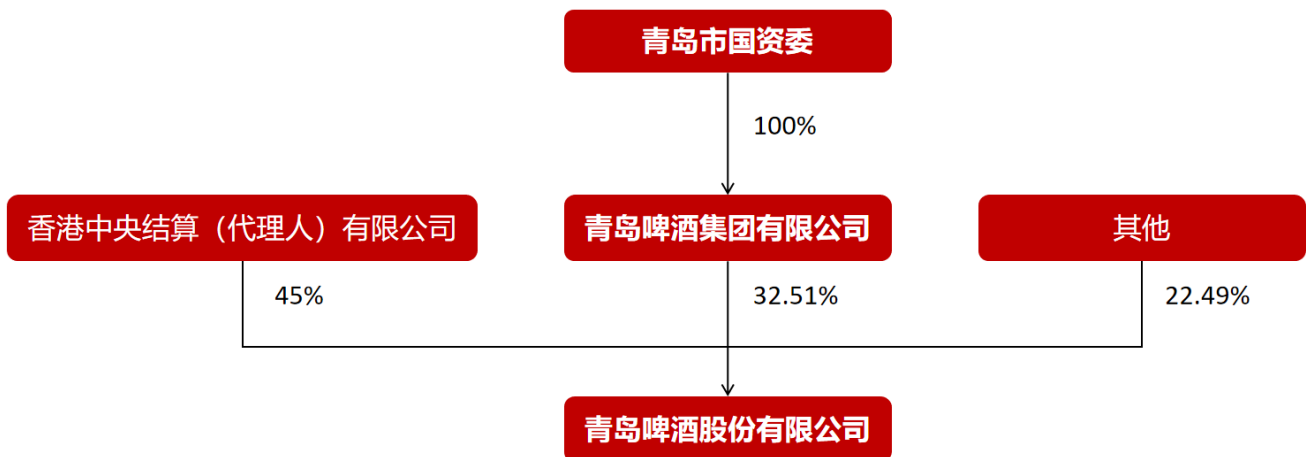 青岛市国资委
100%
香港中央结算（代理人）有限公司
青岛啤酒集团有限公司
其他
45%
32.51%
22.49%
青岛啤酒股份有限公司